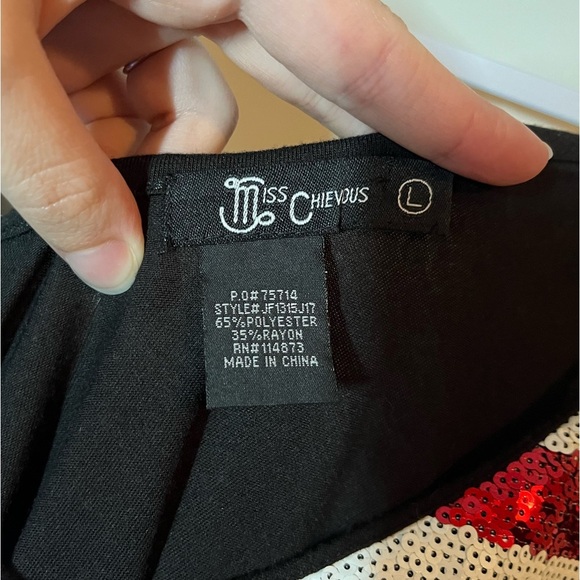 MISS CHIEVOUS L
P.O#75714
STYLE#JF1315J17
65%POLYESTER
35%RAYON
RN#114873
MADE IN CHINA